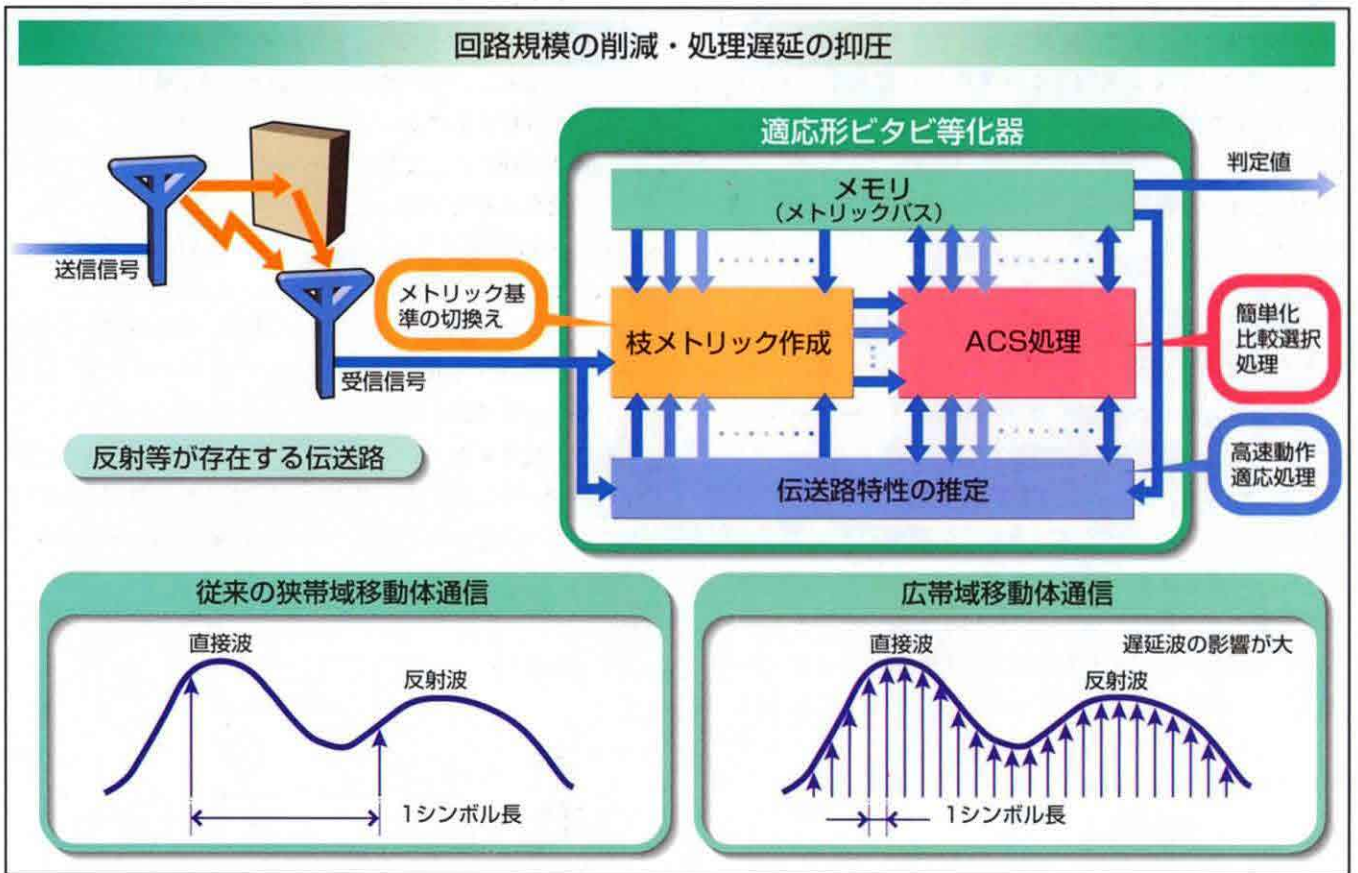 回路規模の削減・処理遅延の抑圧
適応形ビタビ等化器
メモリ
（メトリックパス）
判定値
送信信号
メトリック基
準の切換え
枝メトリック作成
ACS処理
簡単化
比較選択
処理
受信信号
反射等が存在する伝送路
伝送路特性の推定
高速動作
適応処理
従来の狭帯域移動体通信
直接波
反射波
1シンボル長
広帯域移動体通信
直接波
遅延波の影響が大
反射波
1シンボル長